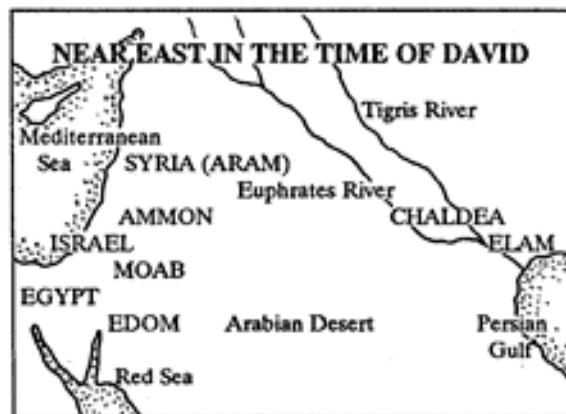 NEAR EAST IN THE TIME OF DAVID
Tigris River
Mediterranean
Sea
SYRIA (ARAM)
Euphrates River
AMMON
CHALDEA
ISRAEL
ELAM
MOAB
EGYPT
EDOM
Arabian Desert
Persian
Gulf
Red Sea